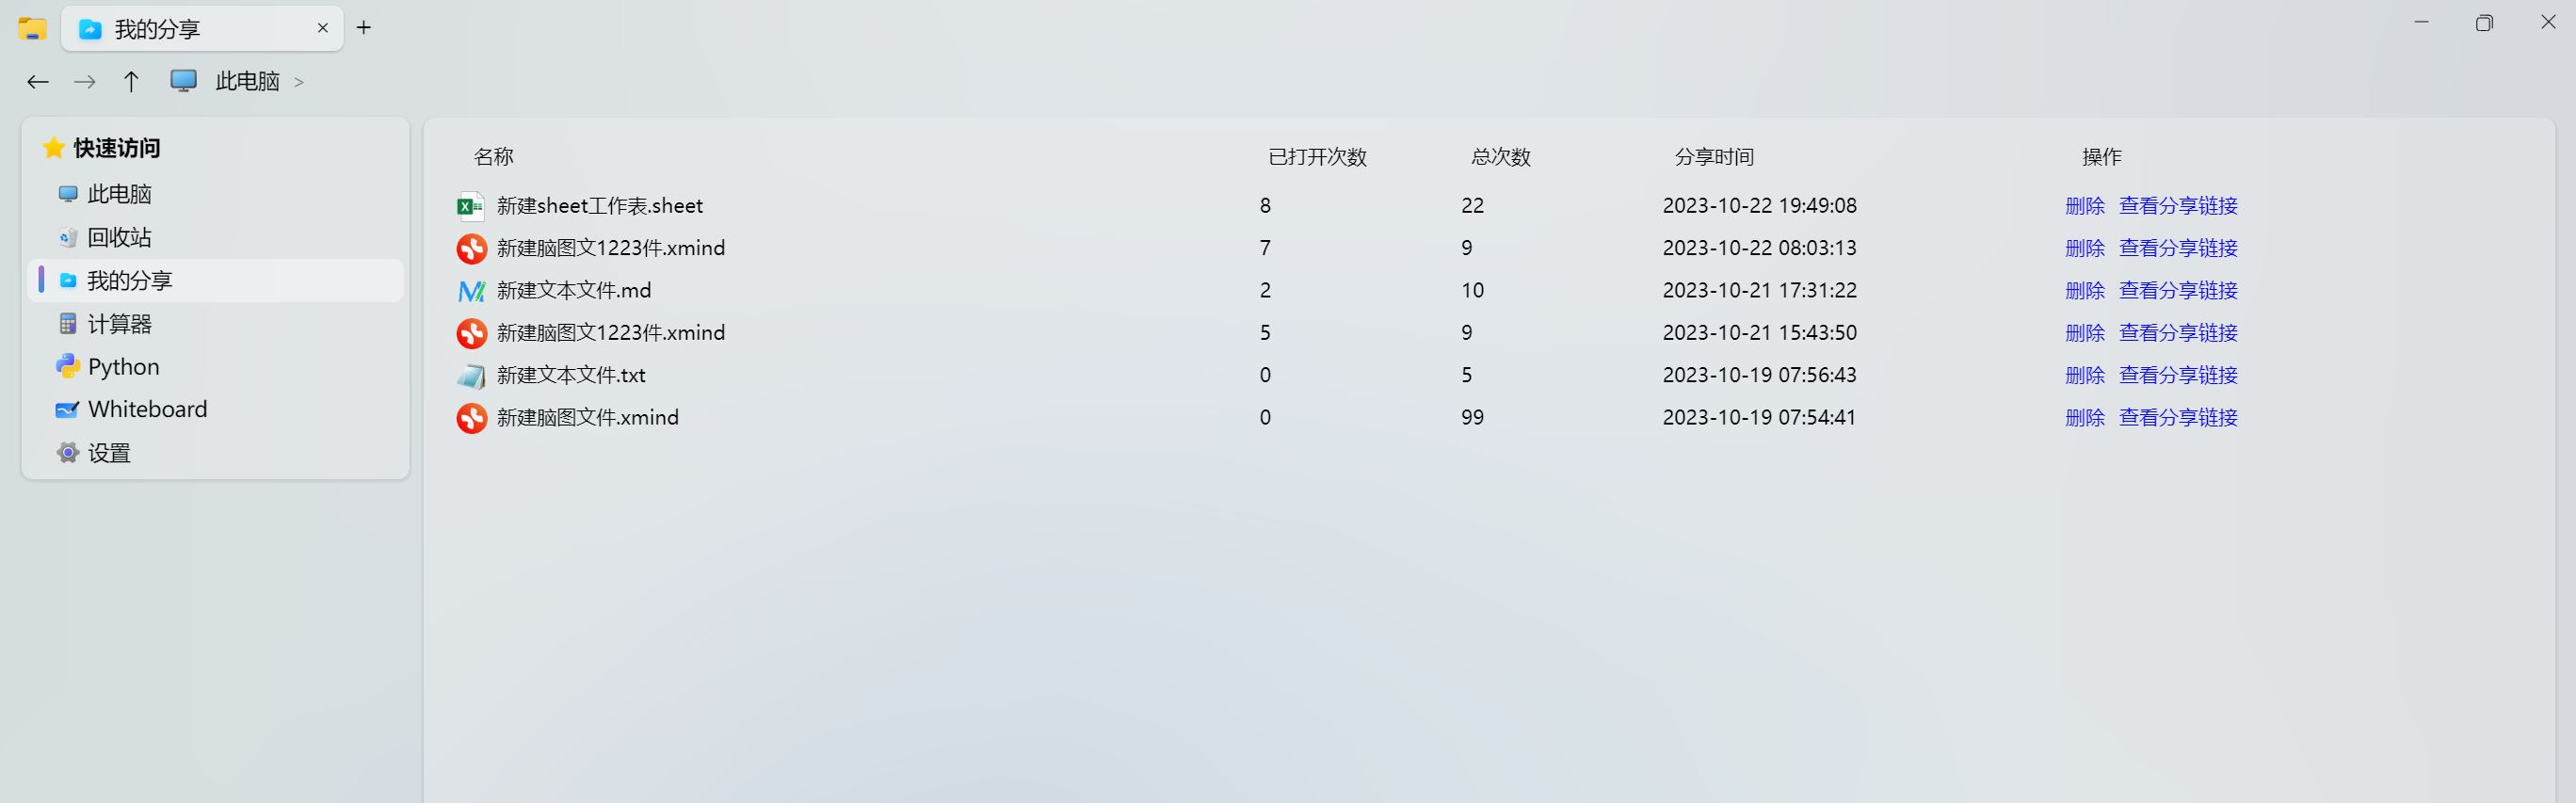 我的分享
此电脑 >
快速访问
此电脑
回收站
我的分享
计算器
Python
Whiteboard
设置
名称 已打开次数 总次数 分享时间 操作
新建sheet工作表.sheet 8 22 2023-10-22 19:49:08 删除 查看分享链接
新建脑图文1223件.xmind 7 9 2023-10-22 08:03:13 删除 查看分享链接
新建文本文件.md 2 10 2023-10-21 17:31:22 删除 查看分享链接
新建脑图文1223件.xmind 5 9 2023-10-21 15:43:50 删除 查看分享链接
新建文本文件.txt 0 5 2023-10-19 07:56:43 删除 查看分享链接
新建脑图文件.xmind 0 99 2023-10-19 07:54:41 删除 查看分享链接